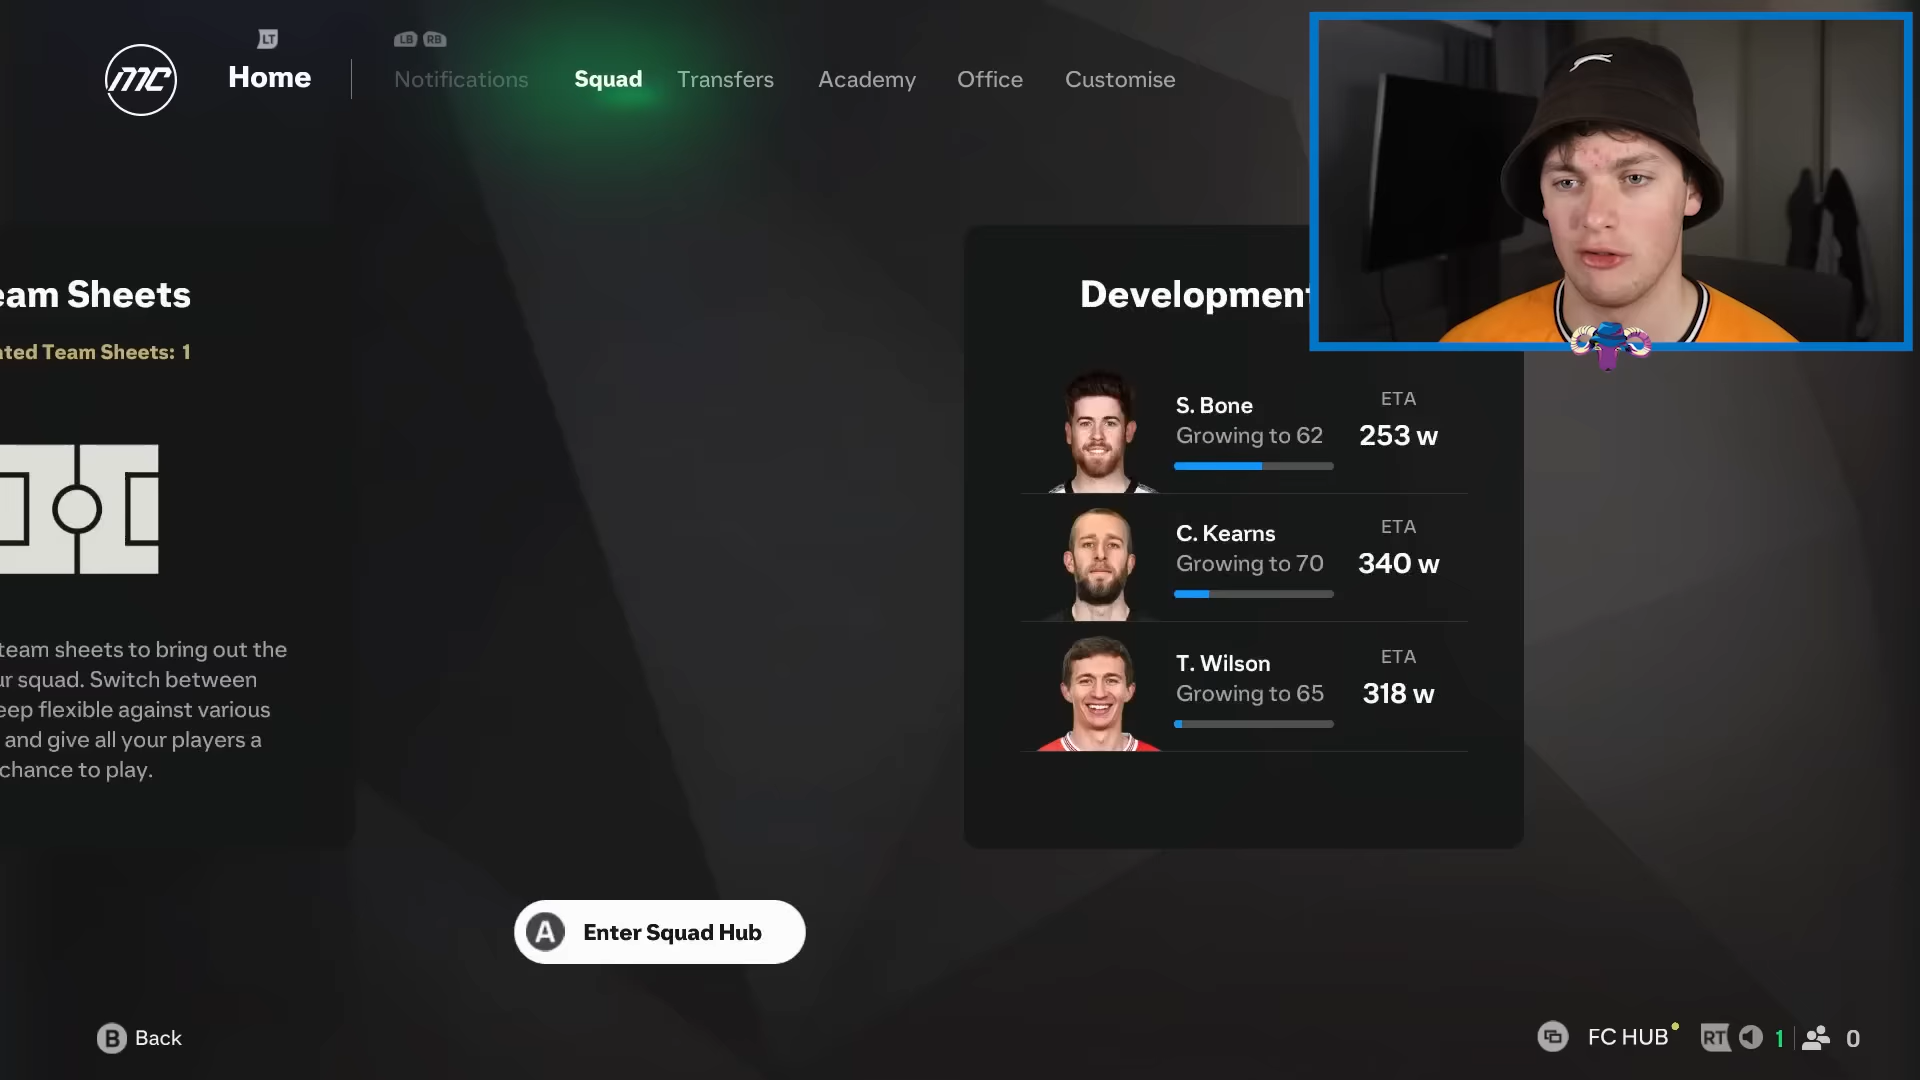 MC
LT
Home
LB RB
Notifications
Squad
Transfers
Academy
Office
Customise
eam Sheets
ated Team Sheets: 1
team sheets to bring out the
ur squad. Switch between
eep flexible against various
and give all your players a
chance to play.
Development
S. Bone
Growing to 62
ETA
253 w
C. Kearns
Growing to 70
ETA
340 w
T. Wilson
Growing to 65
ETA
318 w
A Enter Squad Hub
B Back
FC HUB
RT
1
0